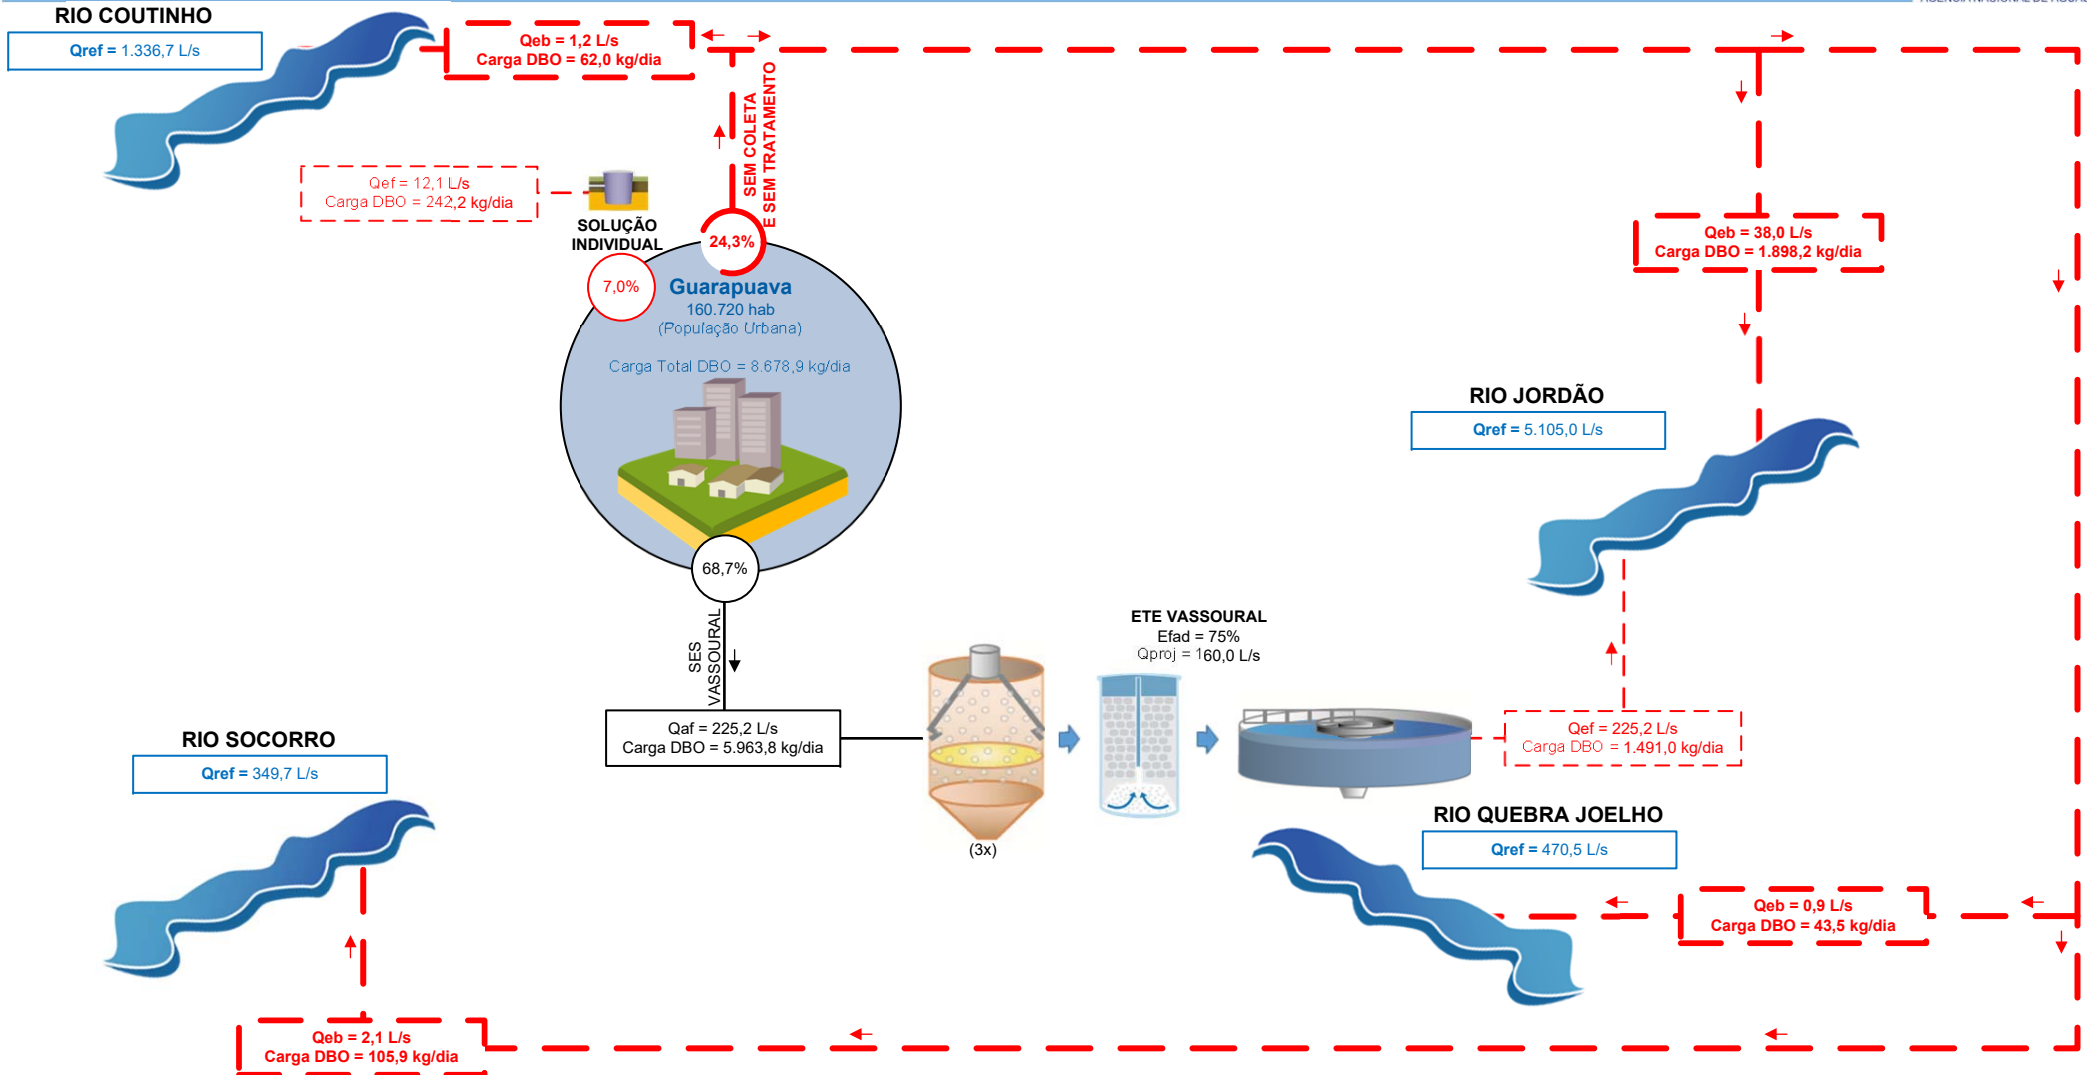 AGÊNCIA NACIONAL DE ÁGUAS
RIO COUTINHO
Qref = 1.336,7 L/s
Qeb = 1,2 L/s
Carga DBO = 62,0 kg/dia
SEM COLETA
E SEM TRATAMENTO
Qef = 12,1 L/s
Carga DBO = 242,2 kg/dia
SOLUÇÃO
INDIVIDUAL
24,3%
7,0%
Guarapuava
160.720 hab
(População Urbana)
Carga Total DBO = 8.678,9 kg/dia
68,7%
SES
VASSOURAL
Qaf = 225,2 L/s
Carga DBO = 5.963,8 kg/dia
(3x)
ETE VASSOURAL
Efad = 75%
Qproj = 160,0 L/s
Qef = 225,2 L/s
Carga DBO = 1.491,0 kg/dia
Qeb = 38,0 L/s
Carga DBO = 1.898,2 kg/dia
RIO JORDÃO
Qref = 5.105,0 L/s
RIO QUEBRA JOELHO
Qref = 470,5 L/s
Qeb = 0,9 L/s
Carga DBO = 43,5 kg/dia
RIO SOCORRO
Qref = 349,7 L/s
Qeb = 2,1 L/s
Carga DBO = 105,9 kg/dia